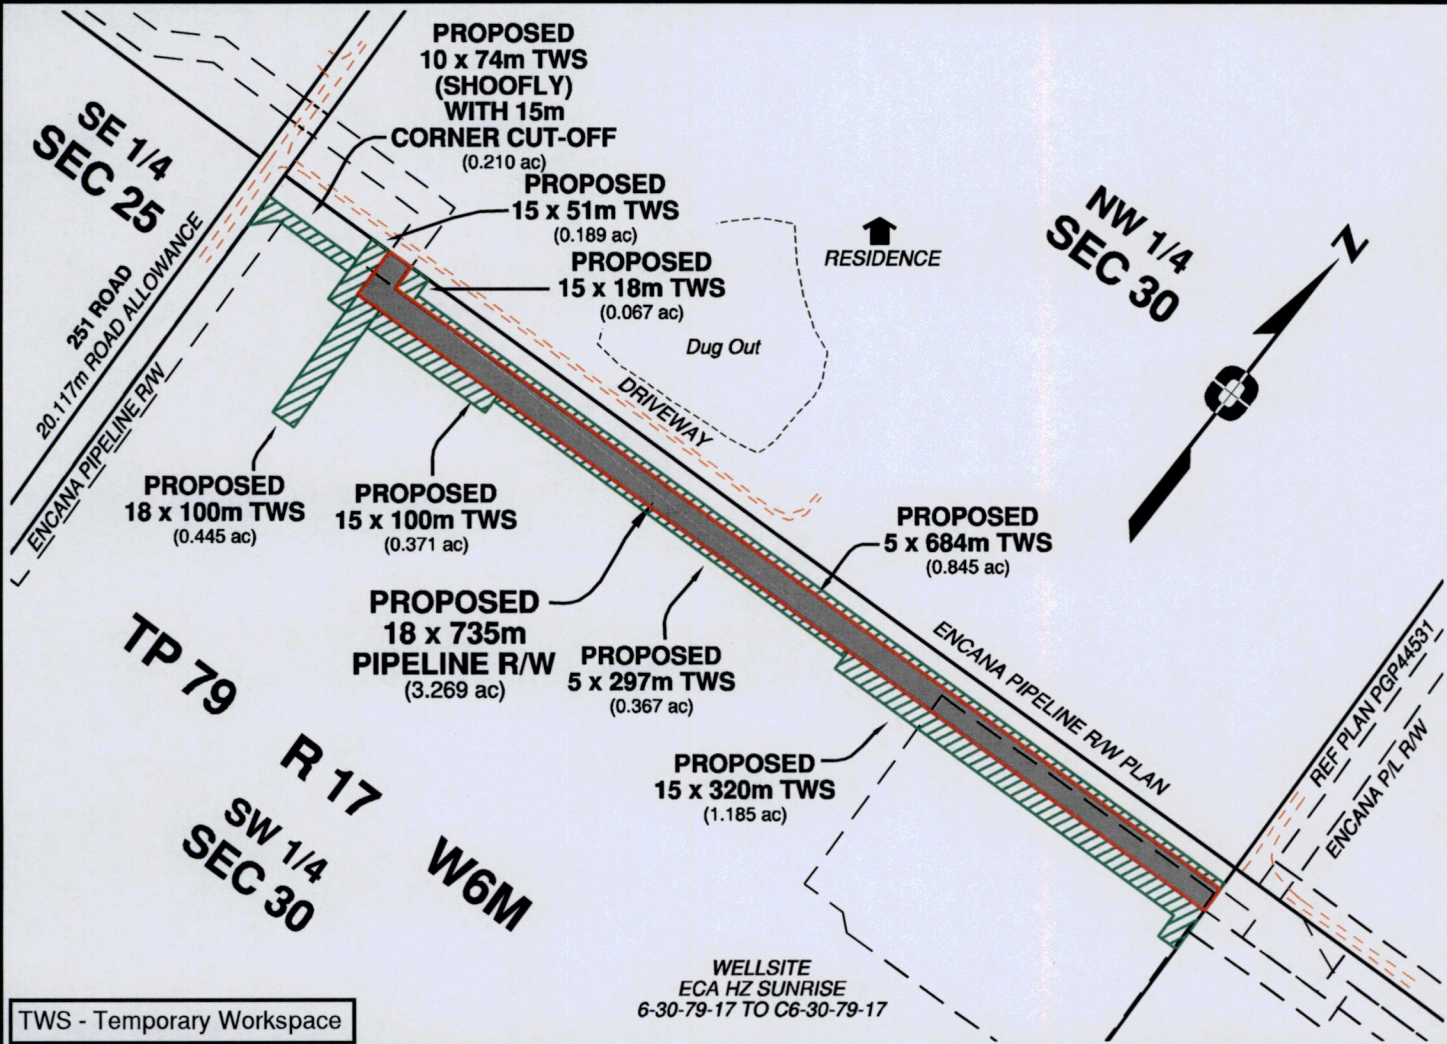 PROPOSED
10 x 74m TWS
(SHOOFLY)
WITH 15m
CORNER CUT-OFF
(0.210 ac)
SE 1/4
SEC 25
PROPOSED
15 x 51m TWS
(0.189 ac)
PROPOSED
15 x 18m TWS
(0.067 ac)
RESIDENCE
NW 1/4
SEC 30
N
251 ROAD
20.117m ROAD ALLOWANCE
ENCANA PIPELINE R/W
Dug Out
DRIVEWAY
PROPOSED
18 x 100m TWS
(0.445 ac)
PROPOSED
15 x 100m TWS
(0.371 ac)
PROPOSED
5 x 684m TWS
(0.845 ac)
PROPOSED
18 x 735m
PIPELINE R/W
(3.269 ac)
PROPOSED
5 x 297m TWS
(0.367 ac)
ENCANA PIPELINE R/W PLAN
REF PLAN PGP44531
ENCANA P/L R/W
TP 79
R 17
W6M
SW 1/4
SEC 30
PROPOSED
15 x 320m TWS
(1.185 ac)
WELLSITE
ECA HZ SUNRISE
6-30-79-17 TO C6-30-79-17
TWS - Temporary Workspace